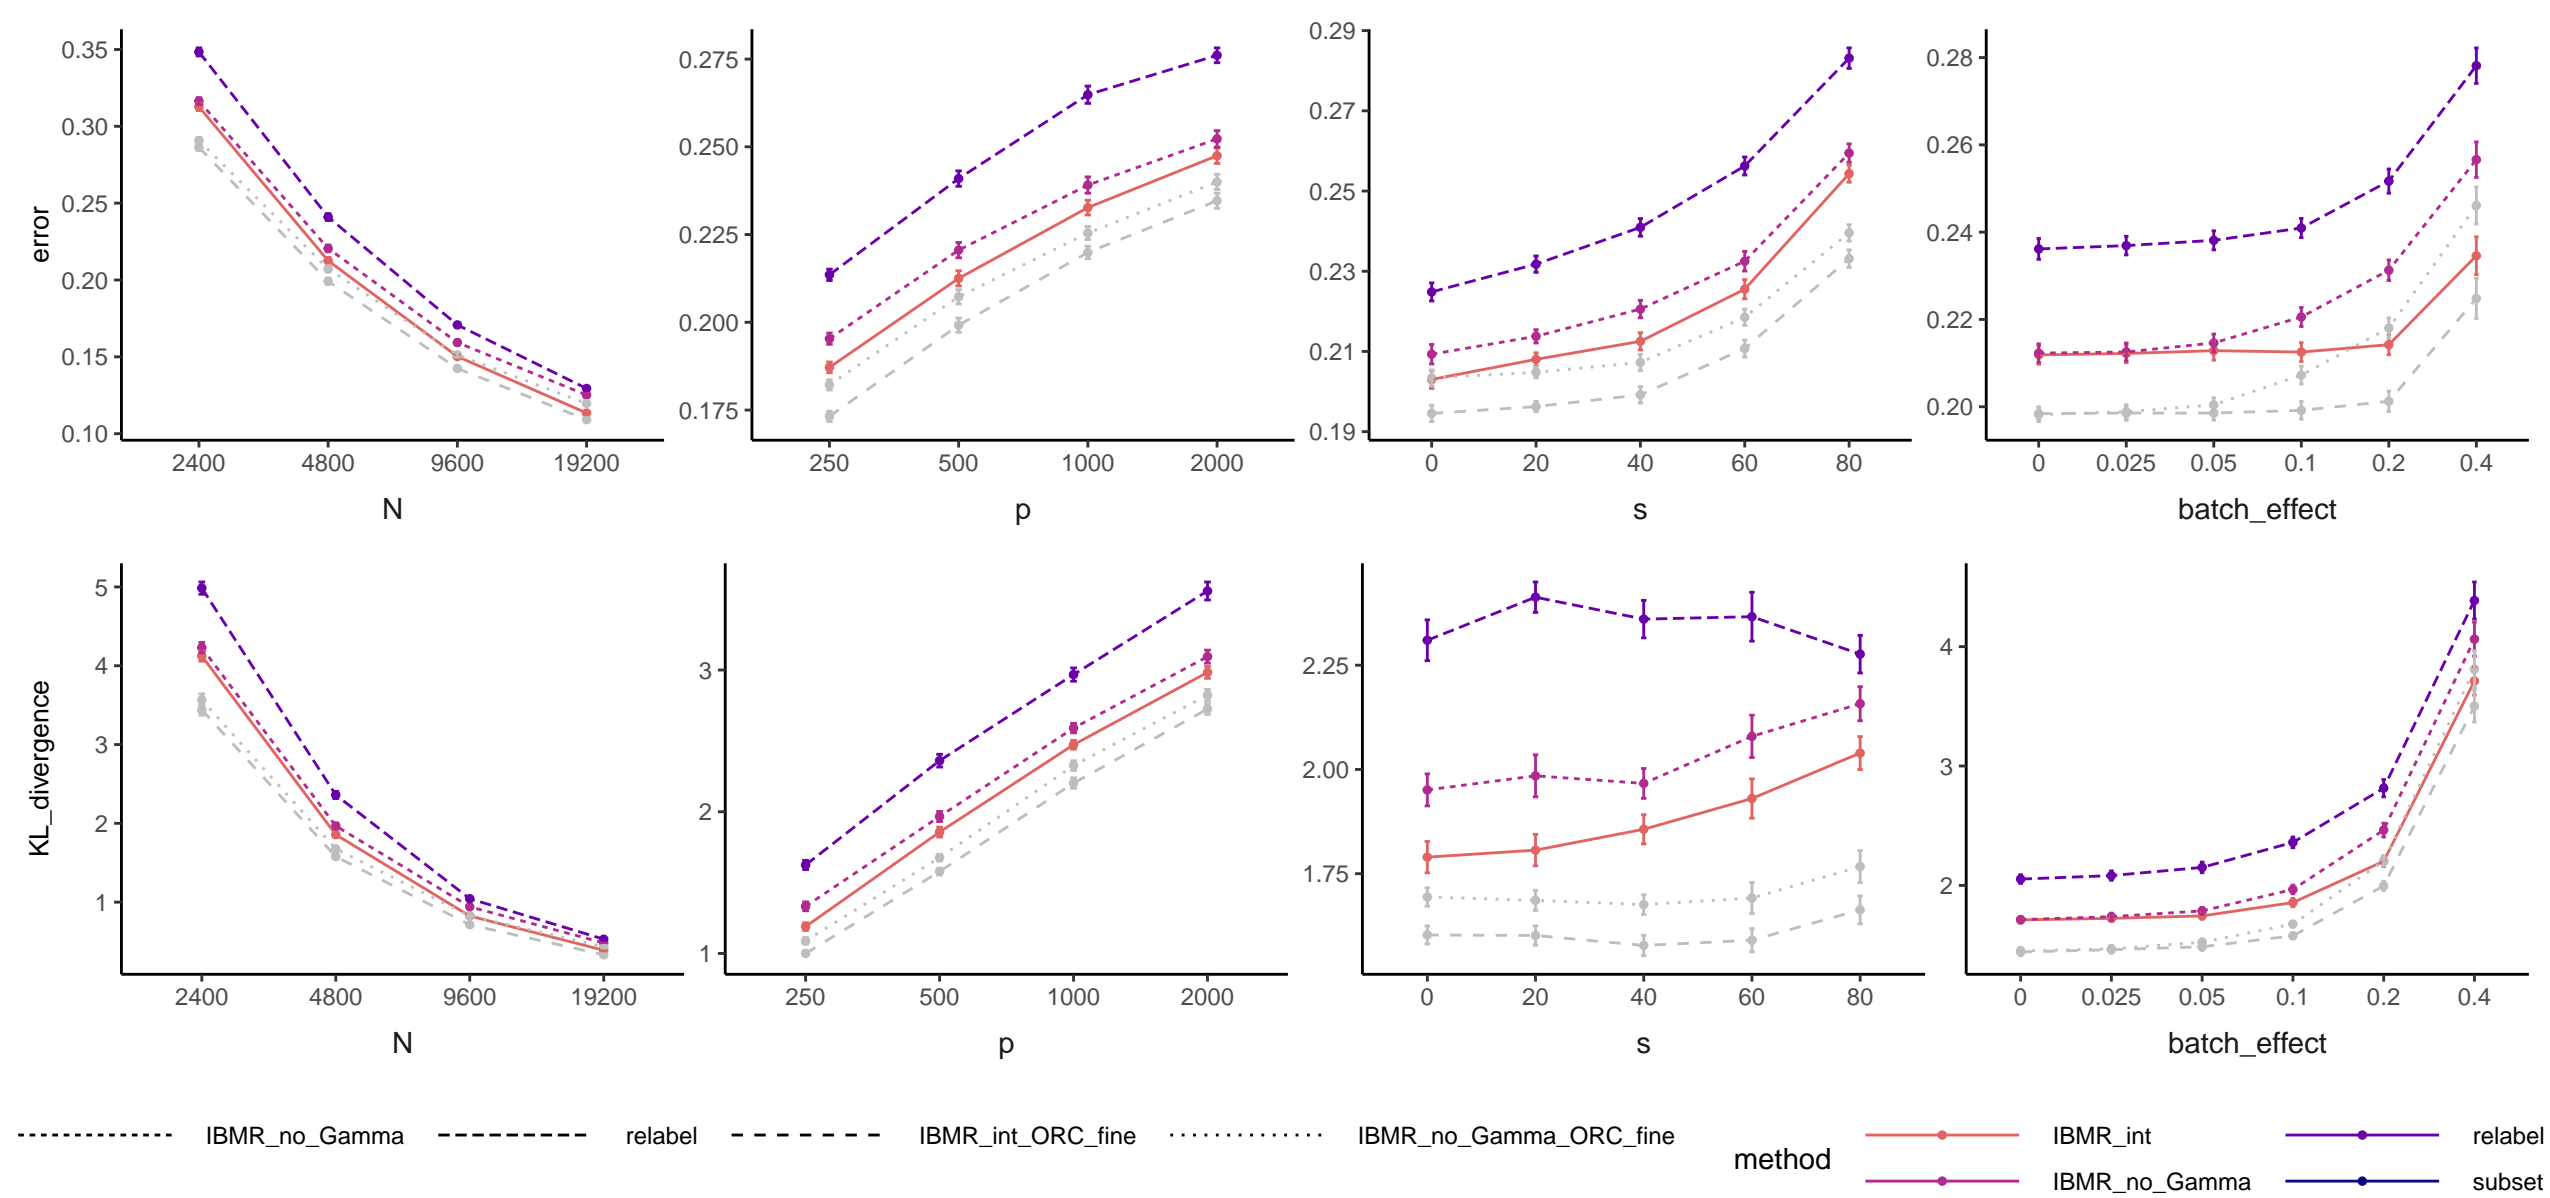 error
0.35
0.30
0.25
0.20
0.15
0.10
2400 4800 9600 19200
N
0.275
0.250
0.225
0.200
0.175
250 500 1000 2000
p
0.29
0.27
0.25
0.23
0.21
0.19
0 20 40 60 80
s
0.28
0.26
0.24
0.22
0.20
0 0.025 0.05 0.1 0.2 0.4
batch_effect
KL_divergence
5
4
3
2
1
2400 4800 9600 19200
N
3
2
1
250 500 1000 2000
p
2.25
2.00
1.75
0 20 40 60 80
s
4
3
2
0 0.025 0.05 0.1 0.2 0.4
batch_effect
IBMR_no_Gamma relabel IBMR_int_ORC_fine IBMR_no_Gamma_ORC_fine
method
IBMR_int relabel
IBMR_no_Gamma subset